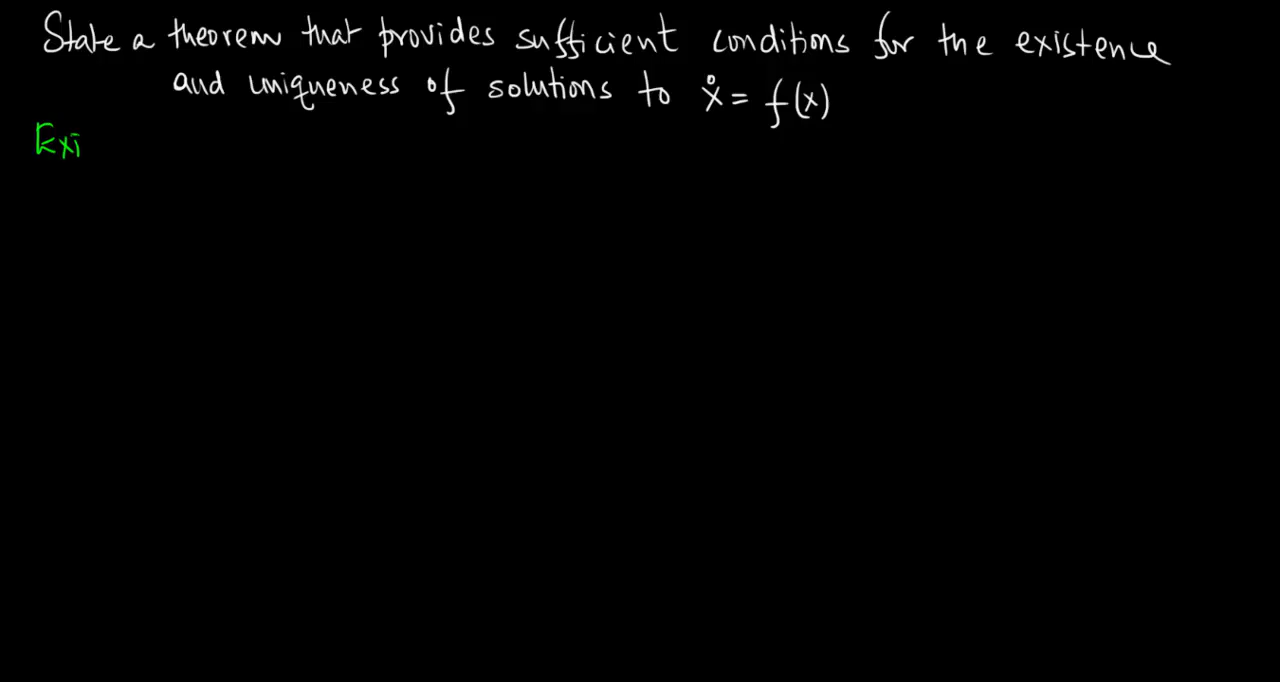 State a theorem that provides sufficient conditions for the existence
and uniqueness of solutions to ẋ = f(x)
Exi